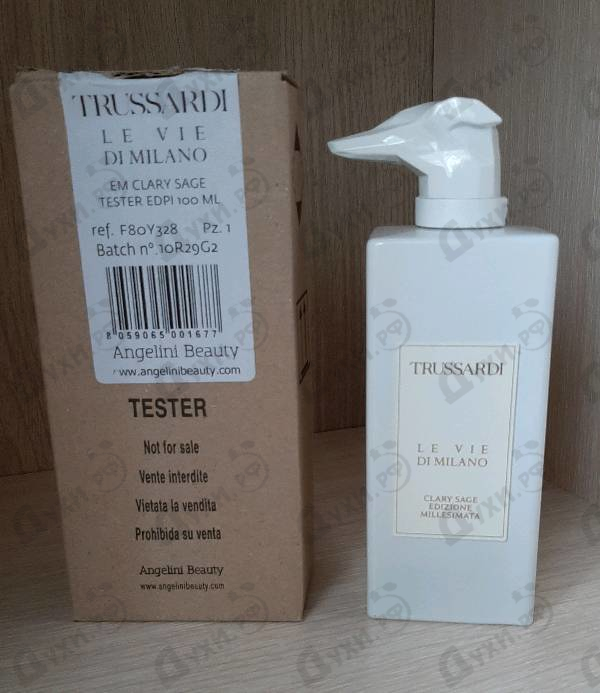 TRUSSARDI
LE VIE
DI MILANO
EM CLARY SAGE
TESTER EDPI 100 ML
ref. F80Y328 Pz. 1
Batch n°.10R29G2
8 059065 001677
Angelini Beauty
www.angelinibeauty.com
TESTER
Not for sale
Vente interdite
Vietata la vendita
Prohibida su venta
Angelini Beauty
www.angelinibeauty.com
TRUSSARDI
LE VIE
DI MILANO
CLARY SAGE
EDIZIONE
MILLESIMATA
Духи.РФ